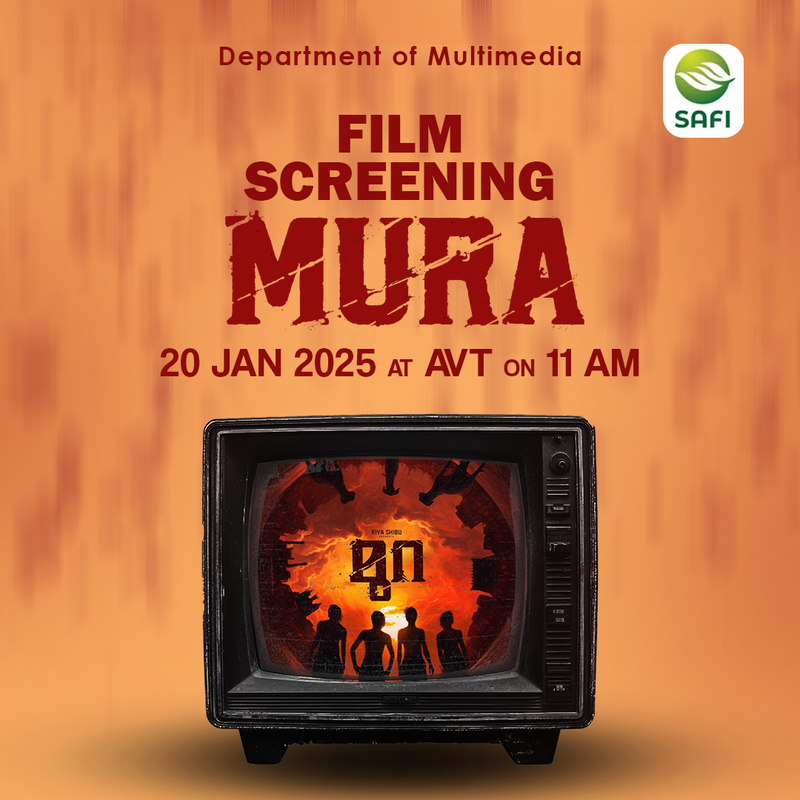 Department of Multimedia
SAFI
FILM
SCREENING
MURA
20 JAN 2025 AT AVT ON 11 AM
RIYA SHIBU
മുറ